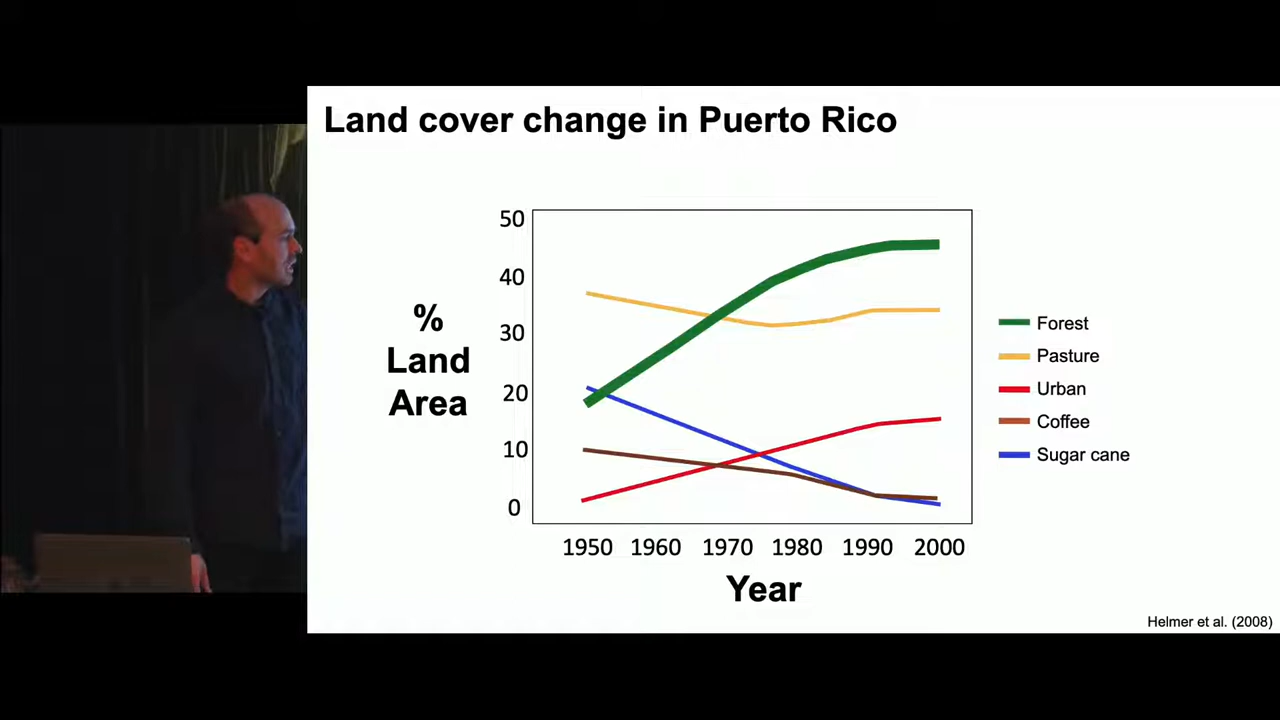 Land cover change in Puerto Rico
50
40
30
20
10
0
%
Land
Area
1950 1960 1970 1980 1990 2000
Year
Forest
Pasture
Urban
Coffee
Sugar cane
Helmer et al. (2008)